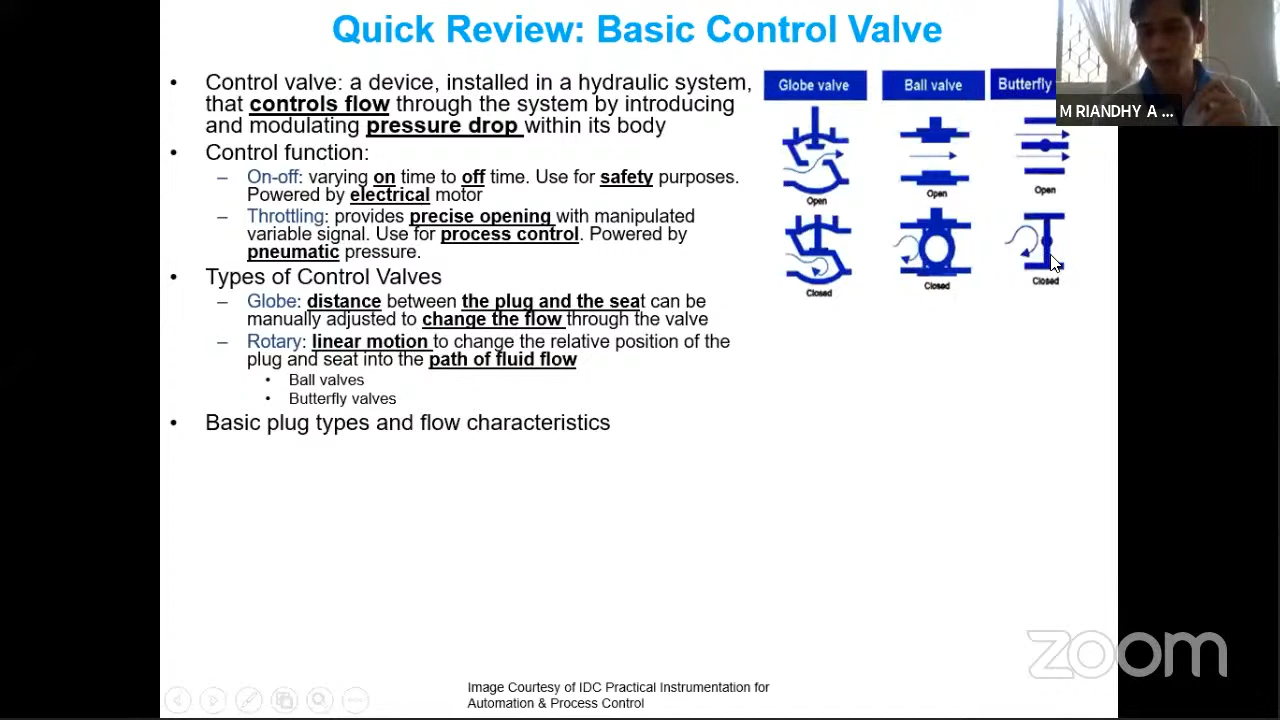 Quick Review: Basic Control Valve
• Control valve: a device, installed in a hydraulic system,
that controls flow through the system by introducing
and modulating pressure drop within its body
• Control function:
– On-off: varying on time to off time. Use for safety purposes.
Powered by electrical motor
– Throttling: provides precise opening with manipulated
variable signal. Use for process control. Powered by
pneumatic pressure.
• Types of Control Valves
– Globe: distance between the plug and the seat can be
manually adjusted to change the flow through the valve
– Rotary: linear motion to change the relative position of the
plug and seat into the path of fluid flow
• Ball valves
• Butterfly valves
• Basic plug types and flow characteristics
Globe valve
Ball valve
Butterfly
Open
Open
Open
Closed
Closed
Closed
M RIANDHY A ...
Image Courtesy of IDC Practical Instrumentation for
Automation & Process Control
zoom